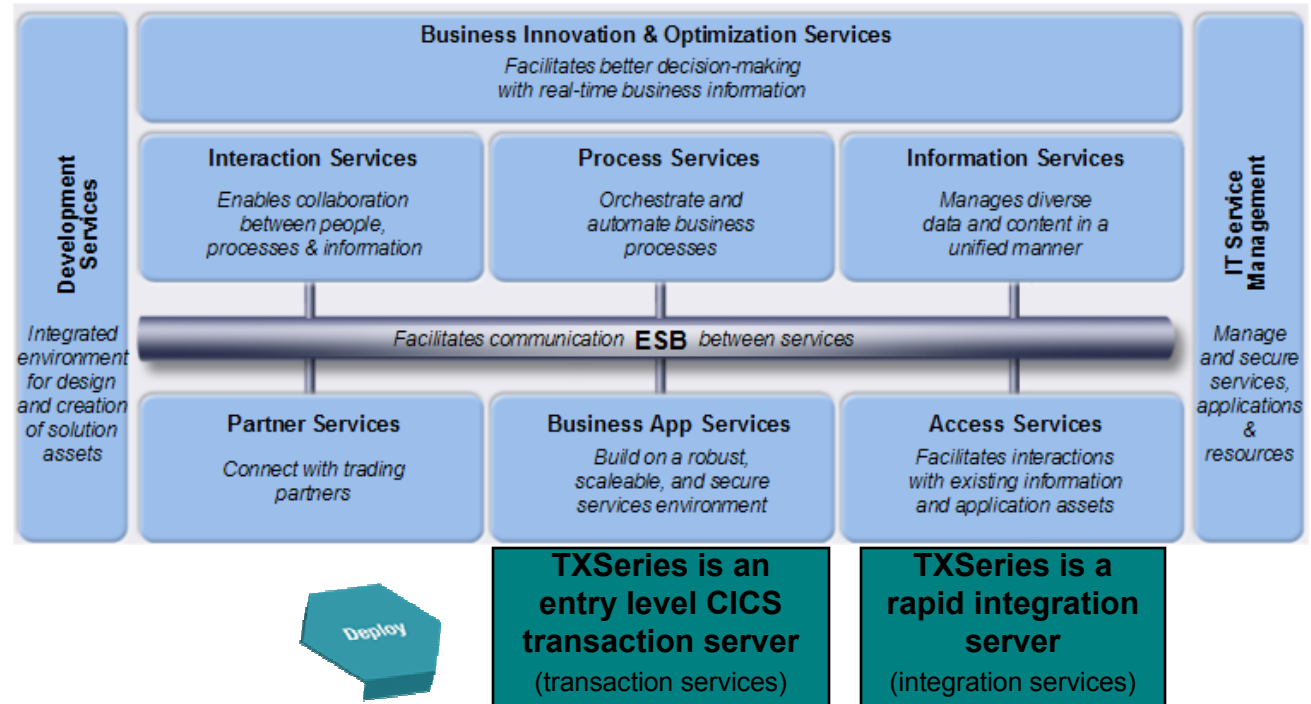 Business Innovation & Optimization Services
Facilitates better decision-making
with real-time business information
Development
Services
Integrated
environment
for design
and creation
of solution
assets
Interaction Services
Enables collaboration
between people,
processes & information
Process Services
Orchestrate and
automate business
processes
Information Services
Manages diverse
data and content in a
unified manner
IT Service
Management
Manage
and secure
services,
applications
&
resources
Facilitates communication ESB between services
Partner Services
Connect with trading
partners
Business App Services
Build on a robust,
scaleable, and secure
services environment
Access Services
Facilitates interactions
with existing information
and application assets
Deploy
TXSeries is an
entry level CICS
transaction server
(transaction services)
TXSeries is a
rapid integration
server
(integration services)